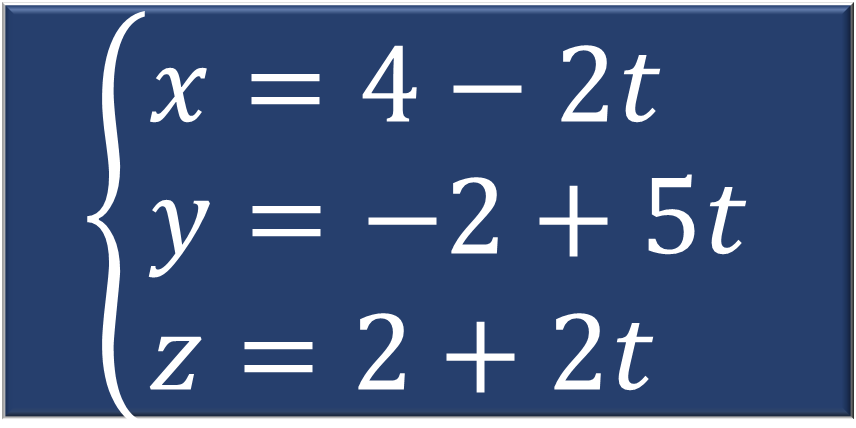 x = 4 − 2t
y = −2 + 5t
z = 2 + 2t